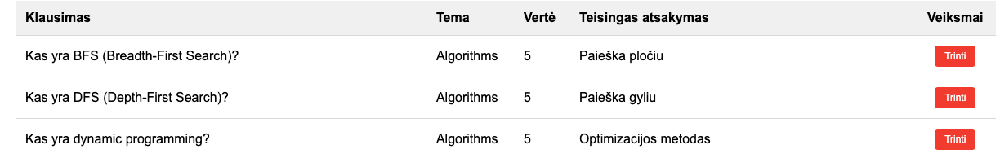 Klausimas Tema Vertė Teisingas atsakymas Veiksmai
Kas yra BFS (Breadth-First Search)? Algorithms 5 Paieška pločiu Trinti
Kas yra DFS (Depth-First Search)? Algorithms 5 Paieška gyliu Trinti
Kas yra dynamic programming? Algorithms 5 Optimizacijos metodas Trinti